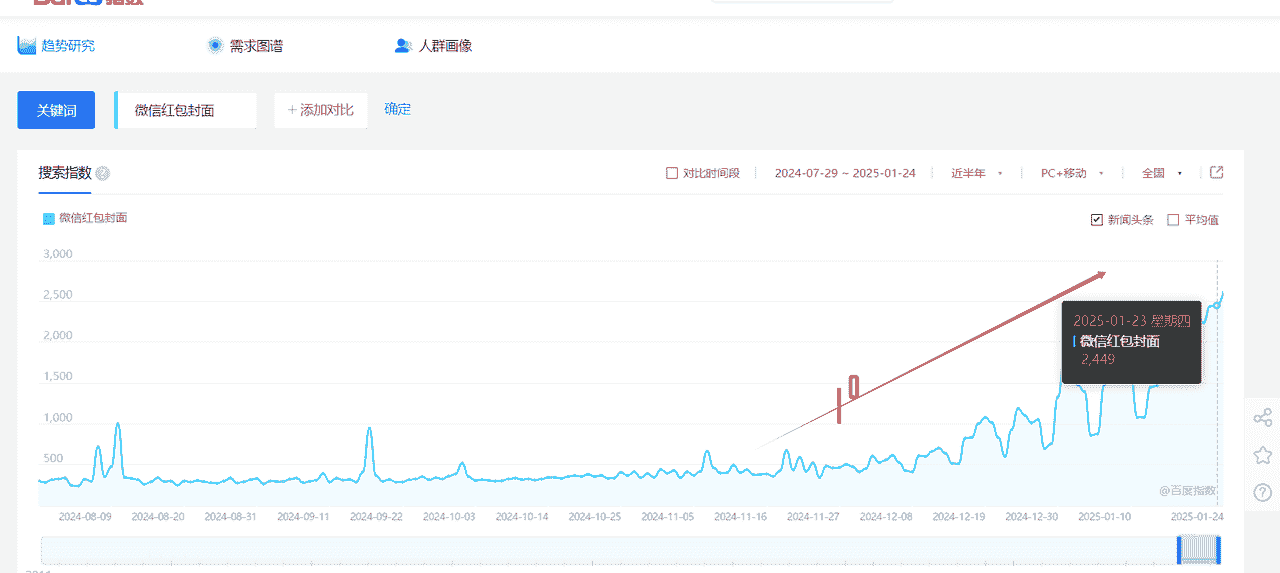 Bai 指数
趋势研究 需求图谱 人群画像
关键词 微信红包封面 + 添加对比 确定
搜索指数 对比时间段 2024-07-29 ~ 2025-01-24 近半年 PC+移动 全国
微信红包封面 新闻头条 平均值
3,000
2,500
2,000
1,500
1,000
500
2025-01-23 星期四
微信红包封面
2,449
@百度指数
2024-08-09 2024-08-20 2024-08-31 2024-09-11 2024-09-22 2024-10-03 2024-10-14 2024-10-25 2024-11-05 2024-11-16 2024-11-27 2024-12-08 2024-12-19 2024-12-30 2025-01-10 2025-01-24